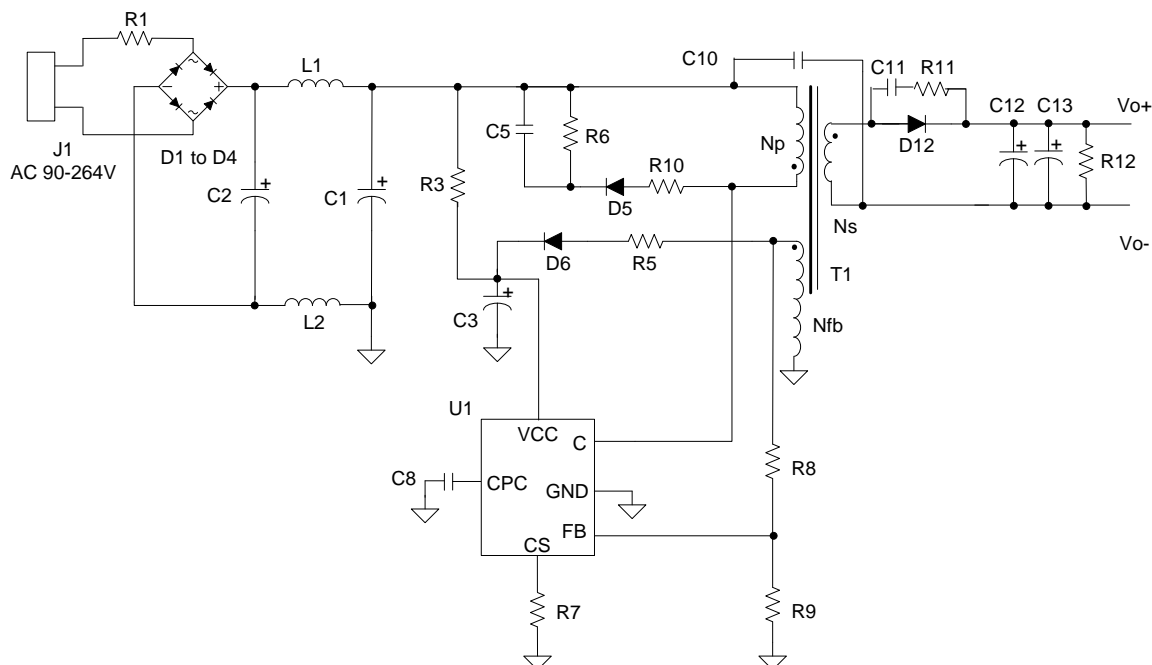 R1
C10
L1
C11
R11
C12
C13
Vo+
J1
AC 90-264V
D1 to D4
C5
R6
Np
D12
R12
C2
C1
R3
D5
R10
Ns
Vo-
D6
R5
T1
L2
C3
Nfb
U1
VCC
C
C8
CPC
GND
R8
FB
CS
R7
R9